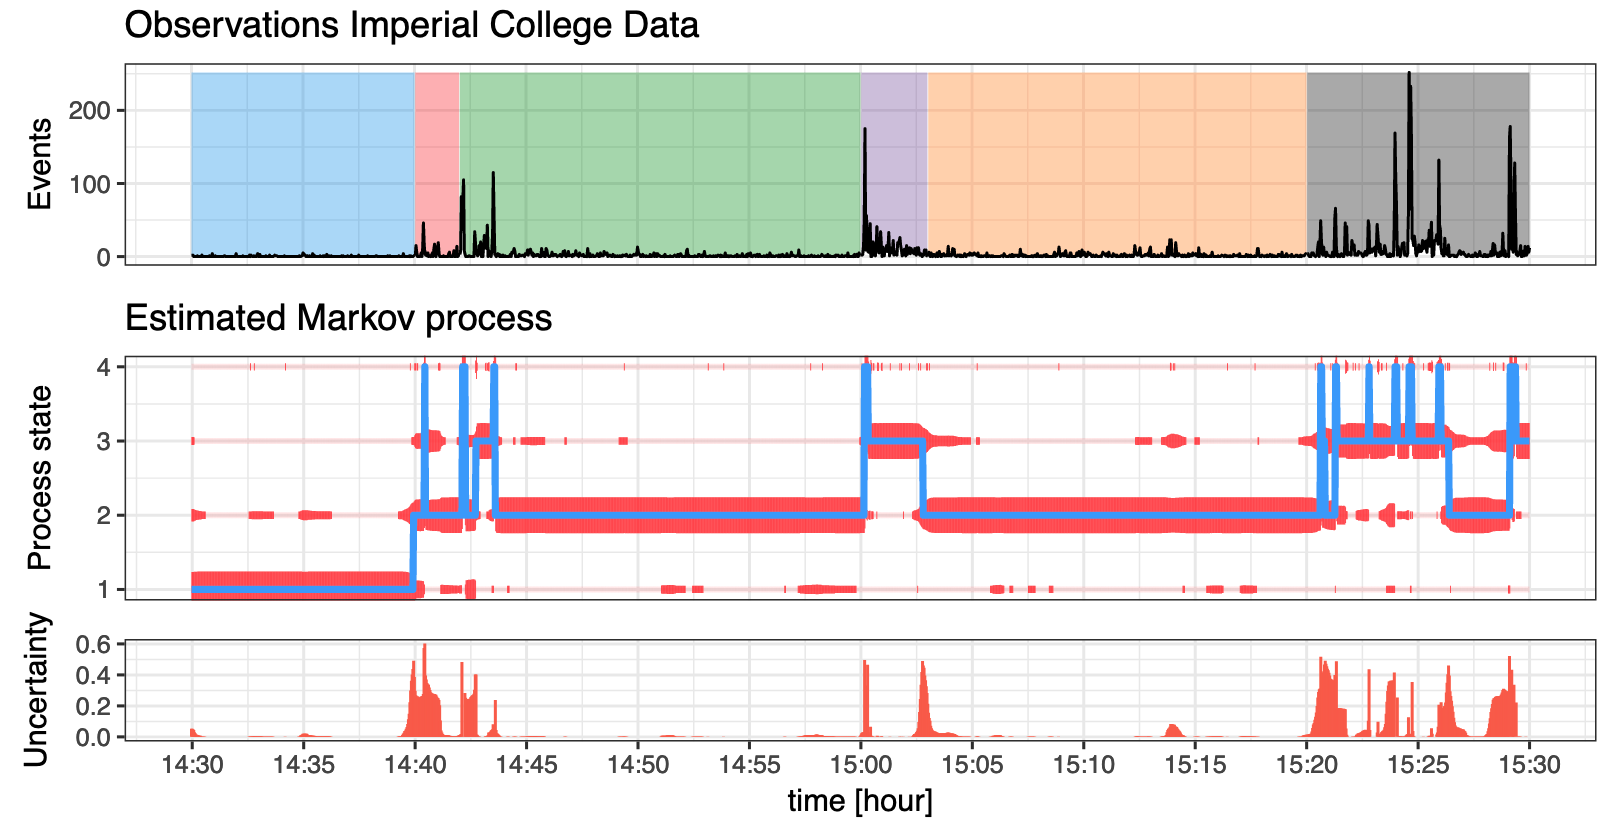 Observations Imperial College Data
Events
200
100
0
Estimated Markov process
Process state
4
3
2
1
Uncertainty
0.6
0.4
0.2
0.0
14:30 14:35 14:40 14:45 14:50 14:55 15:00 15:05 15:10 15:15 15:20 15:25 15:30
time [hour]